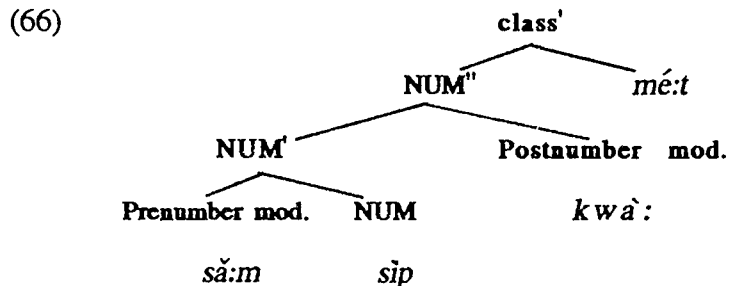 (66) class'
NUM" mé:t
NUM' Postnumber mod.
Prenumber mod. NUM kwà:
sǎ:m sìp